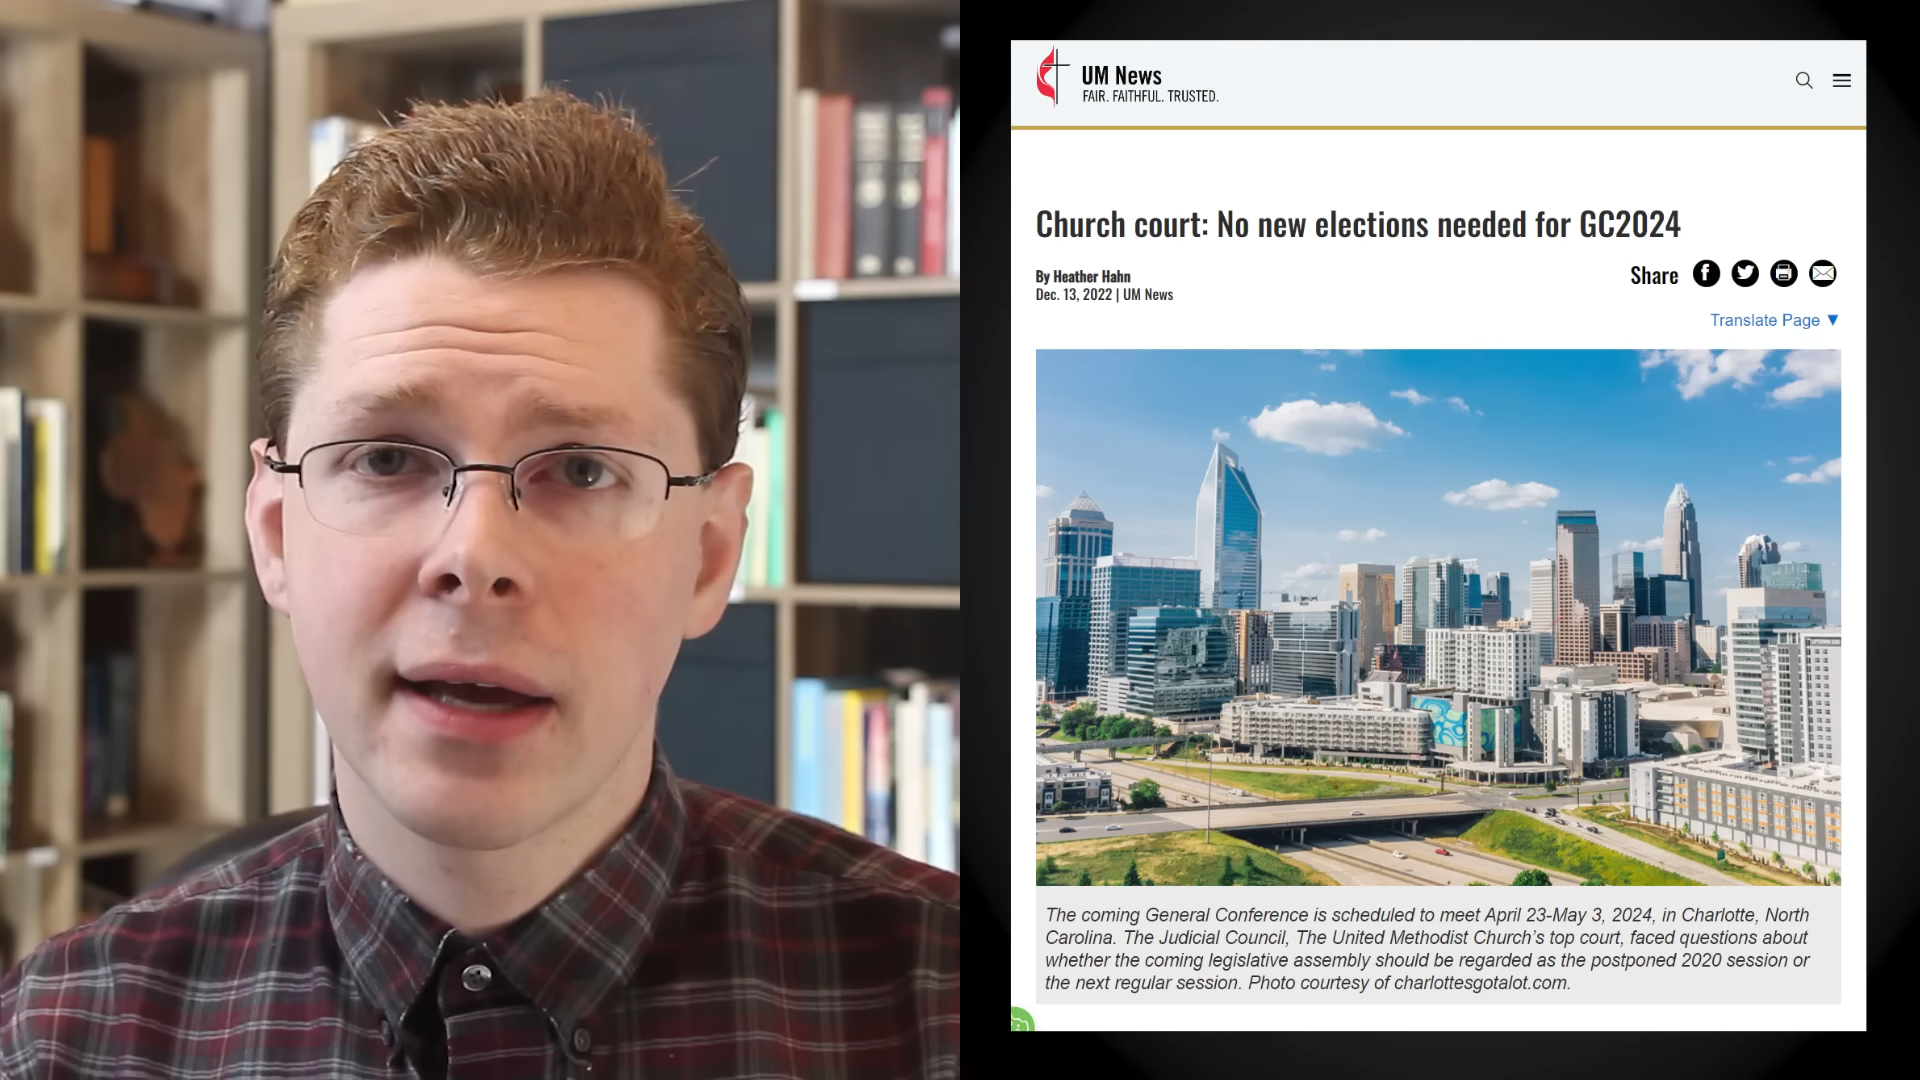 UM News
FAIR. FAITHFUL. TRUSTED.
Church court: No new elections needed for GC2024
By Heather Hahn
Dec. 13, 2022 | UM News
Share
Translate Page ▼
The coming General Conference is scheduled to meet April 23-May 3, 2024, in Charlotte, North
Carolina. The Judicial Council, The United Methodist Church's top court, faced questions about
whether the coming legislative assembly should be regarded as the postponed 2020 session or
the next regular session. Photo courtesy of charlottesgotalot.com.